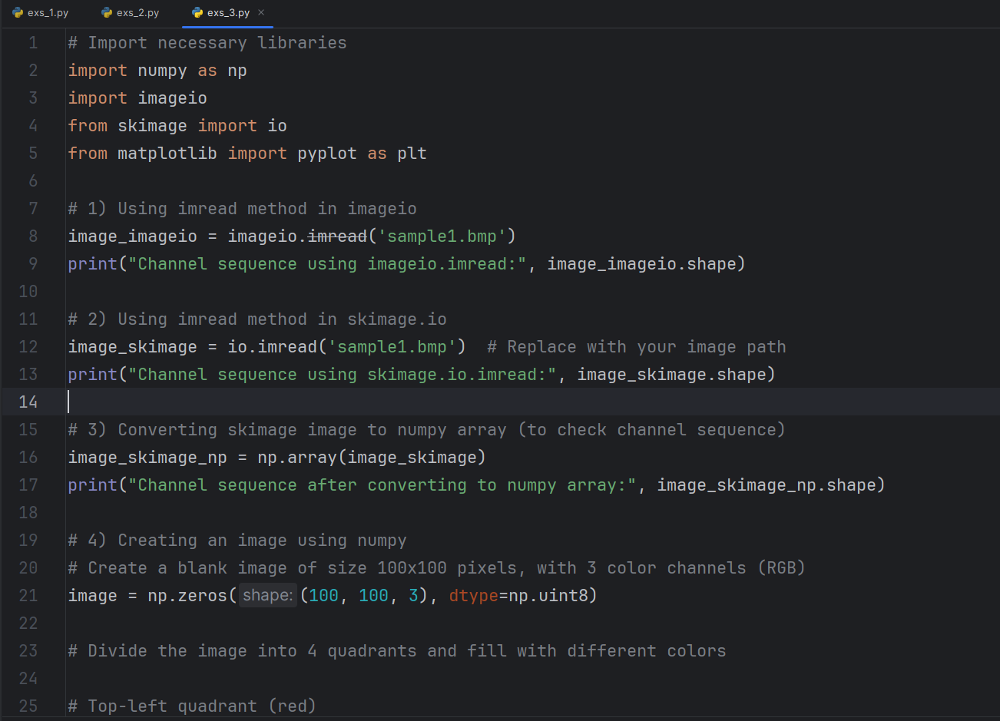 exs_1.py exs_2.py exs_3.py ×
1 # Import necessary libraries
2 import numpy as np
3 import imageio
4 from skimage import io
5 from matplotlib import pyplot as plt
6
7 # 1) Using imread method in imageio
8 image_imageio = imageio.imread('sample1.bmp')
9 print("Channel sequence using imageio.imread:", image_imageio.shape)
10
11 # 2) Using imread method in skimage.io
12 image_skimage = io.imread('sample1.bmp')  # Replace with your image path
13 print("Channel sequence using skimage.io.imread:", image_skimage.shape)
14
15 # 3) Converting skimage image to numpy array (to check channel sequence)
16 image_skimage_np = np.array(image_skimage)
17 print("Channel sequence after converting to numpy array:", image_skimage_np.shape)
18
19 # 4) Creating an image using numpy
20 # Create a blank image of size 100x100 pixels, with 3 color channels (RGB)
21 image = np.zeros( shape: (100, 100, 3), dtype=np.uint8)
22
23 # Divide the image into 4 quadrants and fill with different colors
24
25 # Top-left quadrant (red)